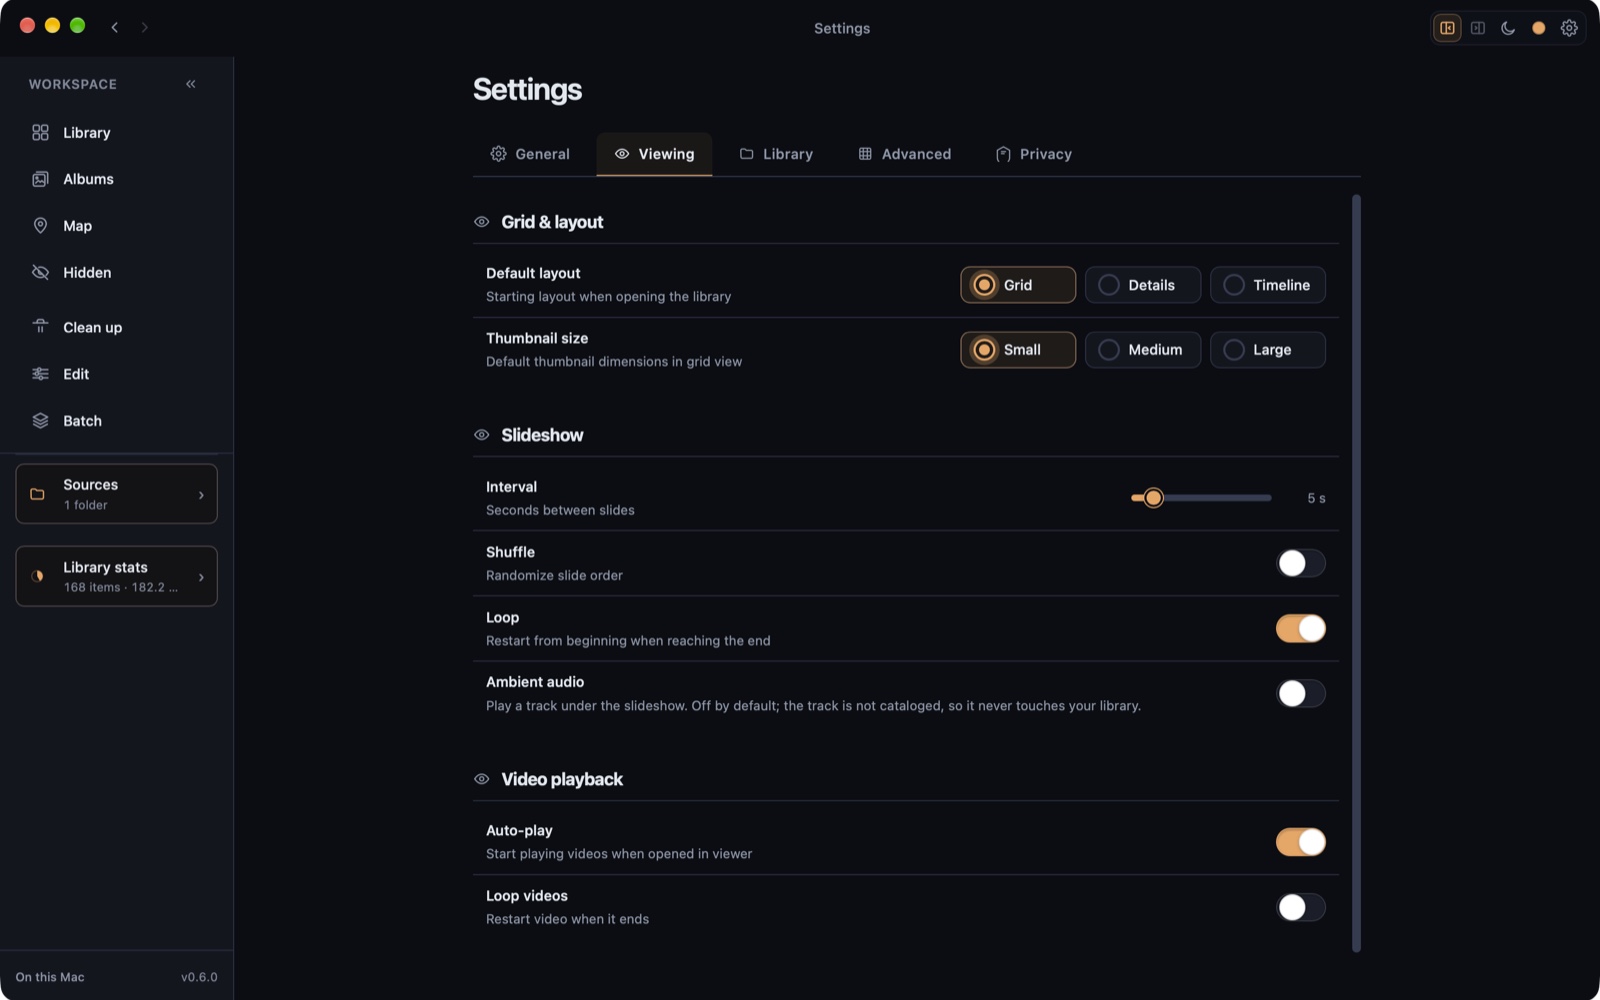 Settings
WORKSPACE
Library
Albums
Map
Hidden
Clean up
Edit
Batch
Sources
1 folder
Library stats
168 items · 182.2 ...
On this Mac
v0.6.0
Settings
General
Viewing
Library
Advanced
Privacy
Grid & layout
Default layout
Starting layout when opening the library
Grid
Details
Timeline
Thumbnail size
Default thumbnail dimensions in grid view
Small
Medium
Large
Slideshow
Interval
Seconds between slides
5 s
Shuffle
Randomize slide order
Loop
Restart from beginning when reaching the end
Ambient audio
Play a track under the slideshow. Off by default; the track is not cataloged, so it never touches your library.
Video playback
Auto-play
Start playing videos when opened in viewer
Loop videos
Restart video when it ends